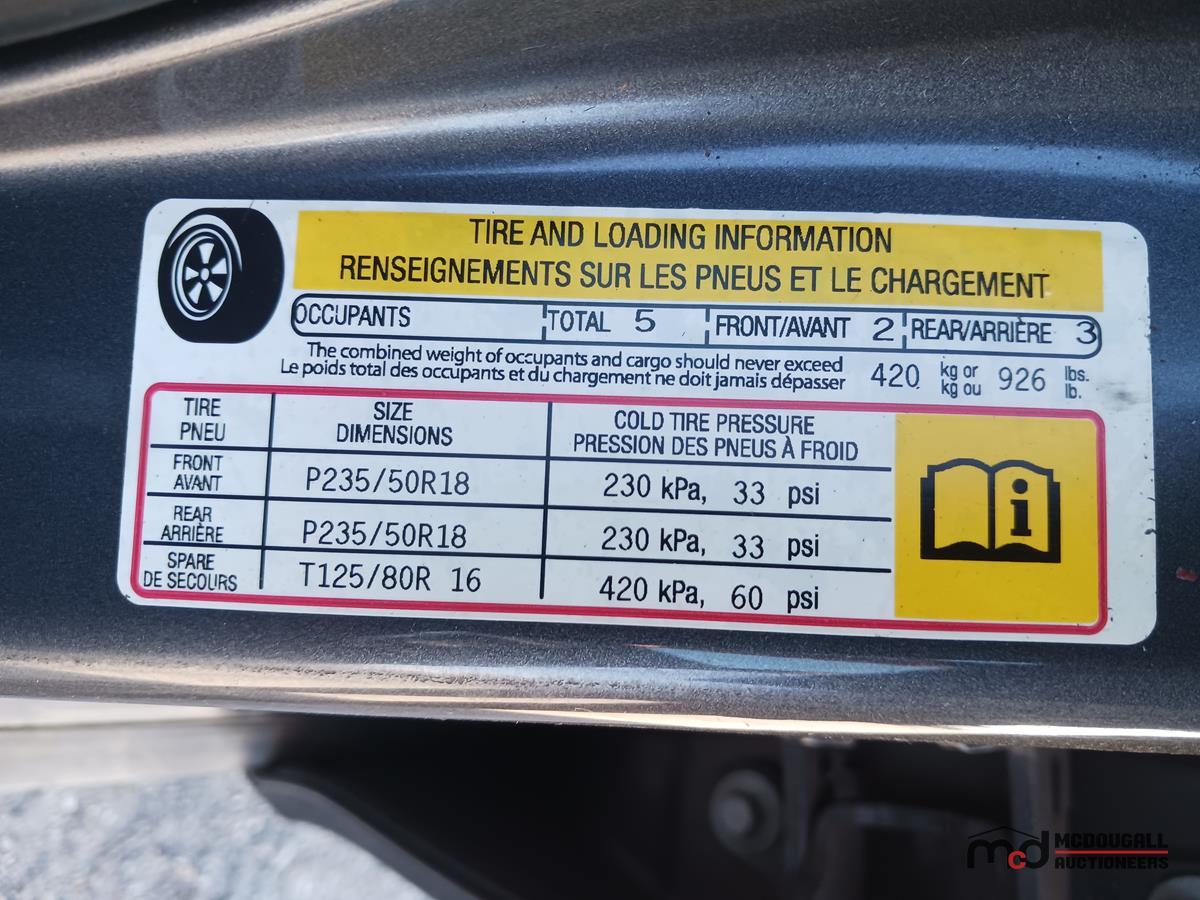 TIRE AND LOADING INFORMATION
RENSEIGNEMENTS SUR LES PNEUS ET LE CHARGEMENT
OCCUPANTS TOTAL 5 FRONT/AVANT 2 REAR/ARRIÈRE 3
The combined weight of occupants and cargo should never exceed
Le poids total des occupants et du chargement ne doit jamais dépasser
420 kg or
kg ou 926 lbs.
lb.
TIRE
PNEU
SIZE
DIMENSIONS
COLD TIRE PRESSURE
PRESSION DES PNEUS À FROID
FRONT
AVANT
P235/50R18
230 kPa, 33 psi
REAR
ARRIÈRE
P235/50R18
230 kPa, 33 psi
SPARE
DE SECOURS
T125/80R 16
420 kPa, 60 psi
mcd MCDOUGALL
AUCTIONEERS